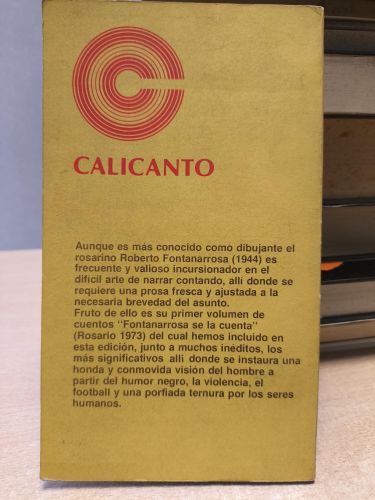 CALICANTO
Aunque es más conocido como dibujante el
rosarino Roberto Fontanarrosa (1944) es
frecuente y valioso incursionador en el
difícil arte de narrar contando, alli donde se
requiere una prosa fresca y ajustada a la
necesaria brevedad del asunto.
Fruto de ello es su primer volumen de
cuentos "Fontanarrosa se la cuenta"
(Rosario 1973) del cual hemos incluido en
esta edición, junto a muchos inéditos, los
más significativos alli donde se instaura una
honda y conmovida visión del hombre a
partir del humor negro, la violencia, el
football y una porfiada ternura por los seres
humanos.